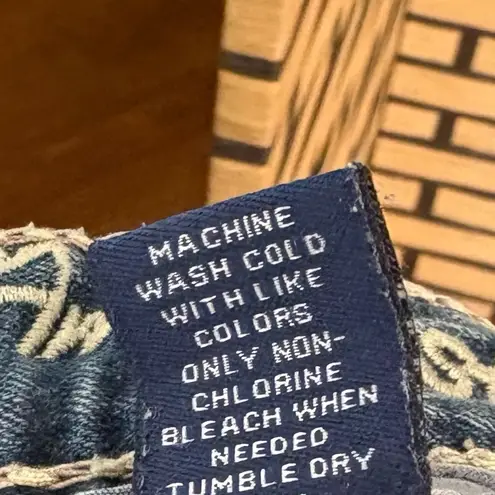 MACHINE
WASH COLD
WITH LIKE
COLORS
ONLY NON-
CHLORINE
BLEACH WHEN
NEEDED
TUMBLE DRY